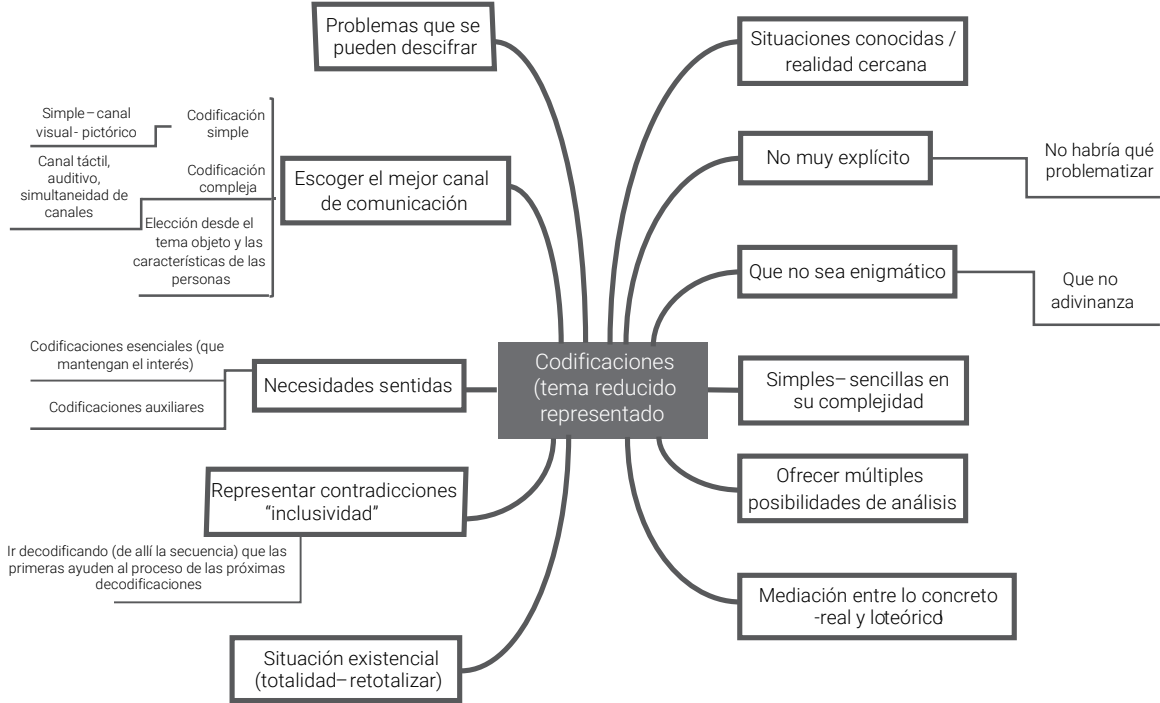 Problemas que se
pueden descifrar
Situaciones conocidas /
realidad cercana
Simple–canal
visual-pictórico
Codificación
simple
Canal táctil,
auditivo,
simultaneidad de
canales
Codificación
compleja
Elección desde el
tema objeto y las
características de las
personas
Escoger el mejor canal
de comunicación
No muy explícito
No habría qué
problematizar
Que no sea enigmático
Que no
adivinanza
Codificaciones esenciales (que
mantengan el interés)
Codificaciones auxiliares
Necesidades sentidas
Codificaciones
(tema reducido
representado
Simples–sencillas en
su complejidad
Representar contradicciones
“inclusividad”
Ir decodificando (de allí la secuencia) que las
primeras ayuden al proceso de las próximas
decodificaciones
Ofrecer múltiples
posibilidades de análisis
Mediación entre lo concreto
-real y lo teórico
Situación existencial
(totalidad–retotalizar)